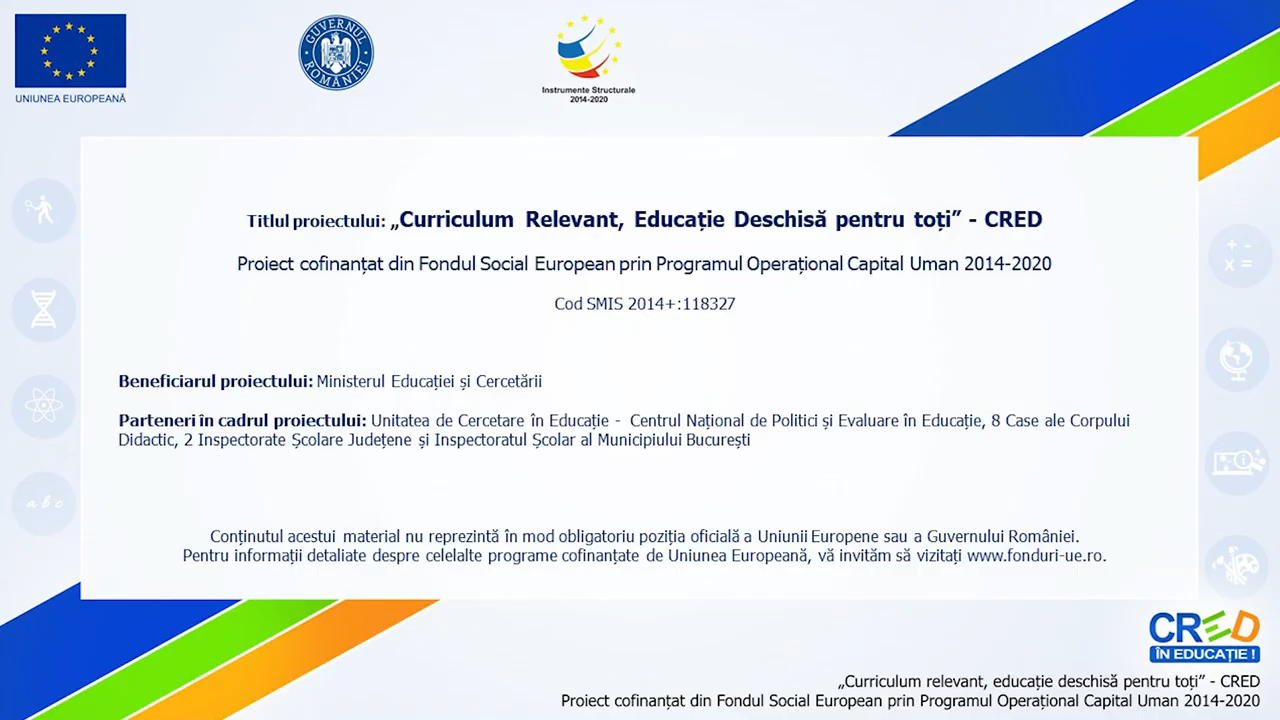 UNIUNEA EUROPEANĂ
GUVERNUL ROMÂNIEI
Instrumente Structurale
2014-2020
Titlul proiectului: „Curriculum Relevant, Educație Deschisă pentru toți” - CRED
Proiect cofinanțat din Fondul Social European prin Programul Operațional Capital Uman 2014-2020
Cod SMIS 2014+:118327
Beneficiarul proiectului: Ministerul Educației și Cercetării
Parteneri în cadrul proiectului: Unitatea de Cercetare în Educație - Centrul Național de Politici și Evaluare în Educație, 8 Case ale Corpului
Didactic, 2 Inspectorate Școlare Județene și Inspectoratul Școlar al Municipiului București
Conținutul acestui material nu reprezintă în mod obligatoriu poziția oficială a Uniunii Europene sau a Guvernului României.
Pentru informații detaliate despre celelalte programe cofinanțate de Uniunea Europeană, vă invităm să vizitați www.fonduri-ue.ro.
+ -
x =
a b c
CRED
ÎN EDUCAȚIE !
„Curriculum relevant, educație deschisă pentru toți” - CRED
Proiect cofinanțat din Fondul Social European prin Programul Operațional Capital Uman 2014-2020